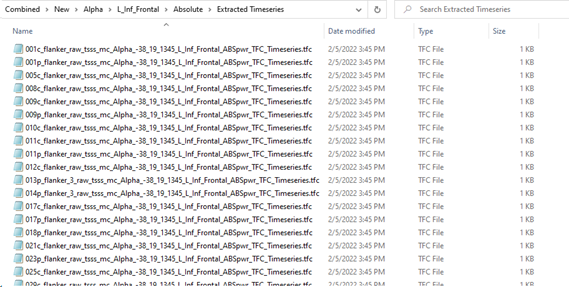 Combined > New > Alpha > L_Inf_Frontal > Absolute > Extracted Timeseries
Search Extracted Timeseries
Name Date modified Type Size
001c_flanker_raw_tsss_mc_Alpha_-38_19_1345_L_Inf_Frontal_ABSpwr_TFC_Timeseries.tfc 2/5/2022 3:45 PM TFC File 1 KB
001p_flanker_raw_tsss_mc_Alpha_-38_19_1345_L_Inf_Frontal_ABSpwr_TFC_Timeseries.tfc 2/5/2022 3:45 PM TFC File 1 KB
005c_flanker_raw_tsss_mc_Alpha_-38_19_1345_L_Inf_Frontal_ABSpwr_TFC_Timeseries.tfc 2/5/2022 3:45 PM TFC File 1 KB
008c_flanker_raw_tsss_mc_Alpha_-38_19_1345_L_Inf_Frontal_ABSpwr_TFC_Timeseries.tfc 2/5/2022 3:45 PM TFC File 1 KB
009c_flanker_raw_tsss_mc_Alpha_-38_19_1345_L_Inf_Frontal_ABSpwr_TFC_Timeseries.tfc 2/5/2022 3:45 PM TFC File 1 KB
009p_flanker_raw_tsss_mc_Alpha_-38_19_1345_L_Inf_Frontal_ABSpwr_TFC_Timeseries.tfc 2/5/2022 3:45 PM TFC File 1 KB
010c_flanker_raw_tsss_mc_Alpha_-38_19_1345_L_Inf_Frontal_ABSpwr_TFC_Timeseries.tfc 2/5/2022 3:45 PM TFC File 1 KB
011c_flanker_raw_tsss_mc_Alpha_-38_19_1345_L_Inf_Frontal_ABSpwr_TFC_Timeseries.tfc 2/5/2022 3:45 PM TFC File 1 KB
011p_flanker_raw_tsss_mc_Alpha_-38_19_1345_L_Inf_Frontal_ABSpwr_TFC_Timeseries.tfc 2/5/2022 3:45 PM TFC File 1 KB
012c_flanker_raw_tsss_mc_Alpha_-38_19_1345_L_Inf_Frontal_ABSpwr_TFC_Timeseries.tfc 2/5/2022 3:45 PM TFC File 1 KB
013p_flanker_3_raw_tsss_mc_Alpha_-38_19_1345_L_Inf_Frontal_ABSpwr_TFC_Timeseries.tfc 2/5/2022 3:45 PM TFC File 1 KB
014p_flanker_3_raw_tsss_mc_Alpha_-38_19_1345_L_Inf_Frontal_ABSpwr_TFC_Timeseries.tfc 2/5/2022 3:45 PM TFC File 1 KB
017c_flanker_raw_tsss_mc_Alpha_-38_19_1345_L_Inf_Frontal_ABSpwr_TFC_Timeseries.tfc 2/5/2022 3:45 PM TFC File 1 KB
017p_flanker_raw_tsss_mc_Alpha_-38_19_1345_L_Inf_Frontal_ABSpwr_TFC_Timeseries.tfc 2/5/2022 3:45 PM TFC File 1 KB
018p_flanker_raw_tsss_mc_Alpha_-38_19_1345_L_Inf_Frontal_ABSpwr_TFC_Timeseries.tfc 2/5/2022 3:45 PM TFC File 1 KB
021c_flanker_raw_tsss_mc_Alpha_-38_19_1345_L_Inf_Frontal_ABSpwr_TFC_Timeseries.tfc 2/5/2022 3:45 PM TFC File 1 KB
023p_flanker_raw_tsss_mc_Alpha_-38_19_1345_L_Inf_Frontal_ABSpwr_TFC_Timeseries.tfc 2/5/2022 3:45 PM TFC File 1 KB
025c_flanker_raw_tsss_mc_Alpha_-38_19_1345_L_Inf_Frontal_ABSpwr_TFC_Timeseries.tfc 2/5/2022 3:45 PM TFC File 1 KB
029c_flanker_raw_tsss_mc_Alpha_-38_19_1345_L_Inf_Frontal_ABSpwr_TFC_Timeseries.tfc 2/5/2022 3:45 PM TFC File 1 KB